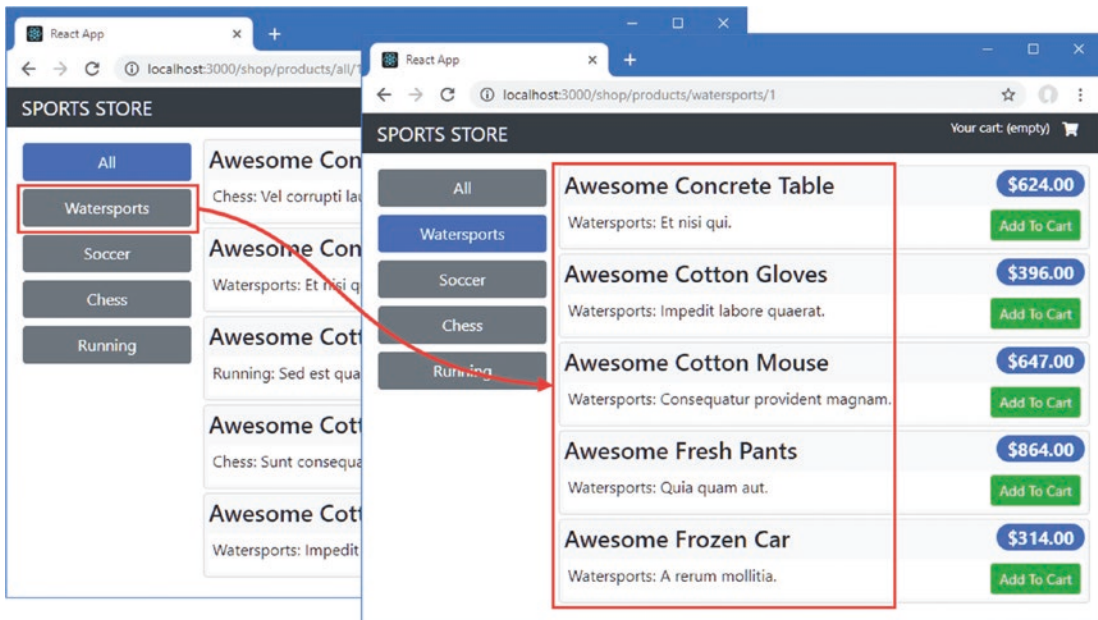 React App
localhost:3000/shop/products/all/1
SPORTS STORE
All
Watersports
Soccer
Chess
Running
Awesome Con
Chess: Vel corrupti lau
Awesome Con
Watersports: Et nisi q
Awesome Cott
Running: Sed est qua
Awesome Cott
Chess: Sunt consequa
Awesome Cott
Watersports: Impedit
React App
localhost:3000/shop/products/watersports/1
SPORTS STORE
Your cart: (empty)
All
Watersports
Soccer
Chess
Running
Awesome Concrete Table
$624.00
Watersports: Et nisi qui.
Add To Cart
Awesome Cotton Gloves
$396.00
Watersports: Impedit labore quaerat.
Add To Cart
Awesome Cotton Mouse
$647.00
Watersports: Consequatur provident magnam.
Add To Cart
Awesome Fresh Pants
$864.00
Watersports: Quia quam aut.
Add To Cart
Awesome Frozen Car
$314.00
Watersports: A rerum mollitia.
Add To Cart